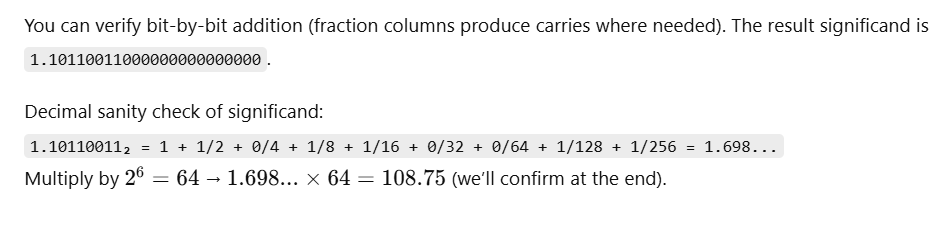 You can verify bit-by-bit addition (fraction columns produce carries where needed). The result significand is
1.10110011000000000000000 .
Decimal sanity check of significand:
1.10110011₂ = 1 + 1/2 + 0/4 + 1/8 + 1/16 + 0/32 + 0/64 + 1/128 + 1/256 = 1.698...
Multiply by 2⁶ = 64 → 1.698... × 64 = 108.75 (we’ll confirm at the end).